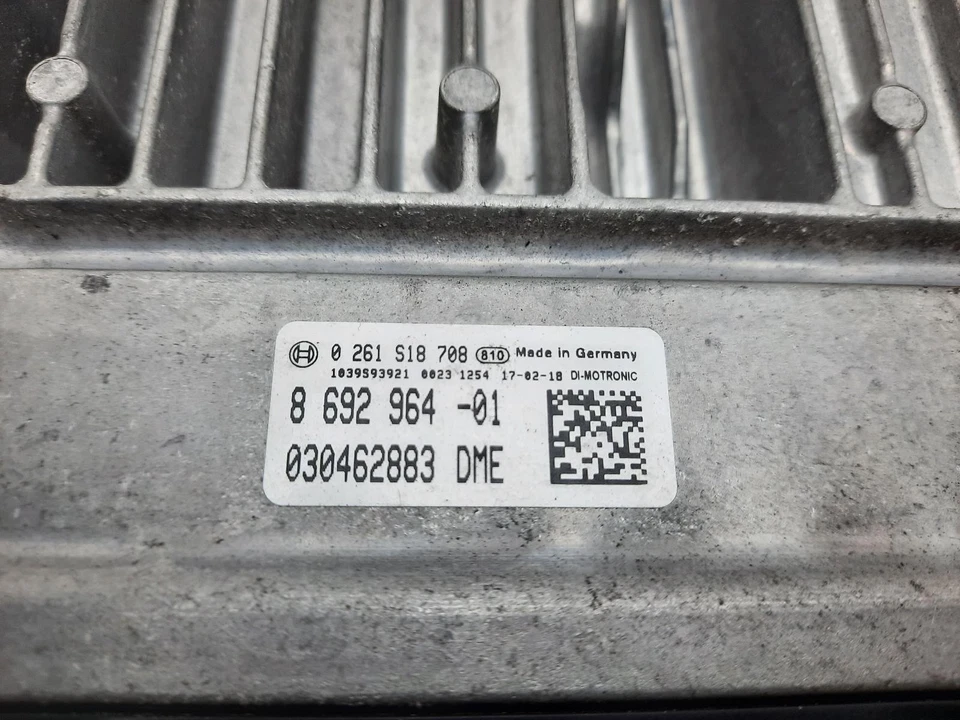 0 261 S18 708 810 Made in Germany
1039S93921 0023 1254 17-02-18 DI-MOTRONIC
8 692 964 -01
030462883 DME